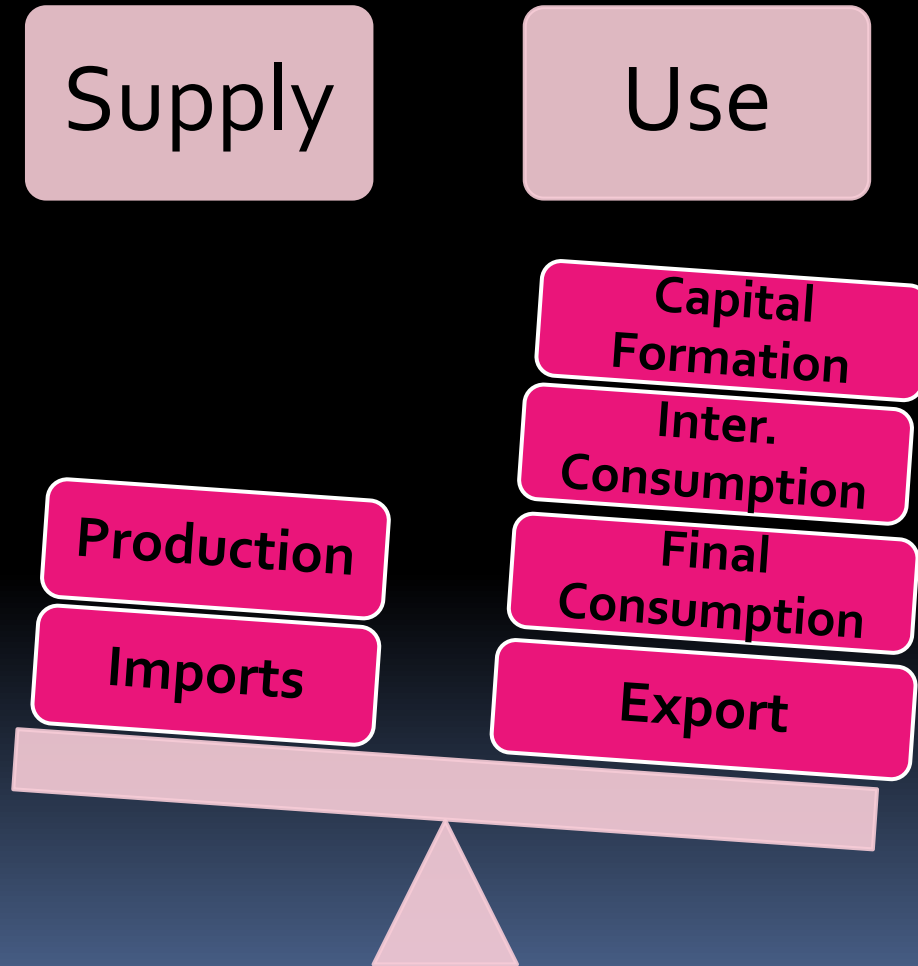 Supply
Use
Capital
Formation
Inter.
Consumption
Final
Consumption
Export
Production
Imports